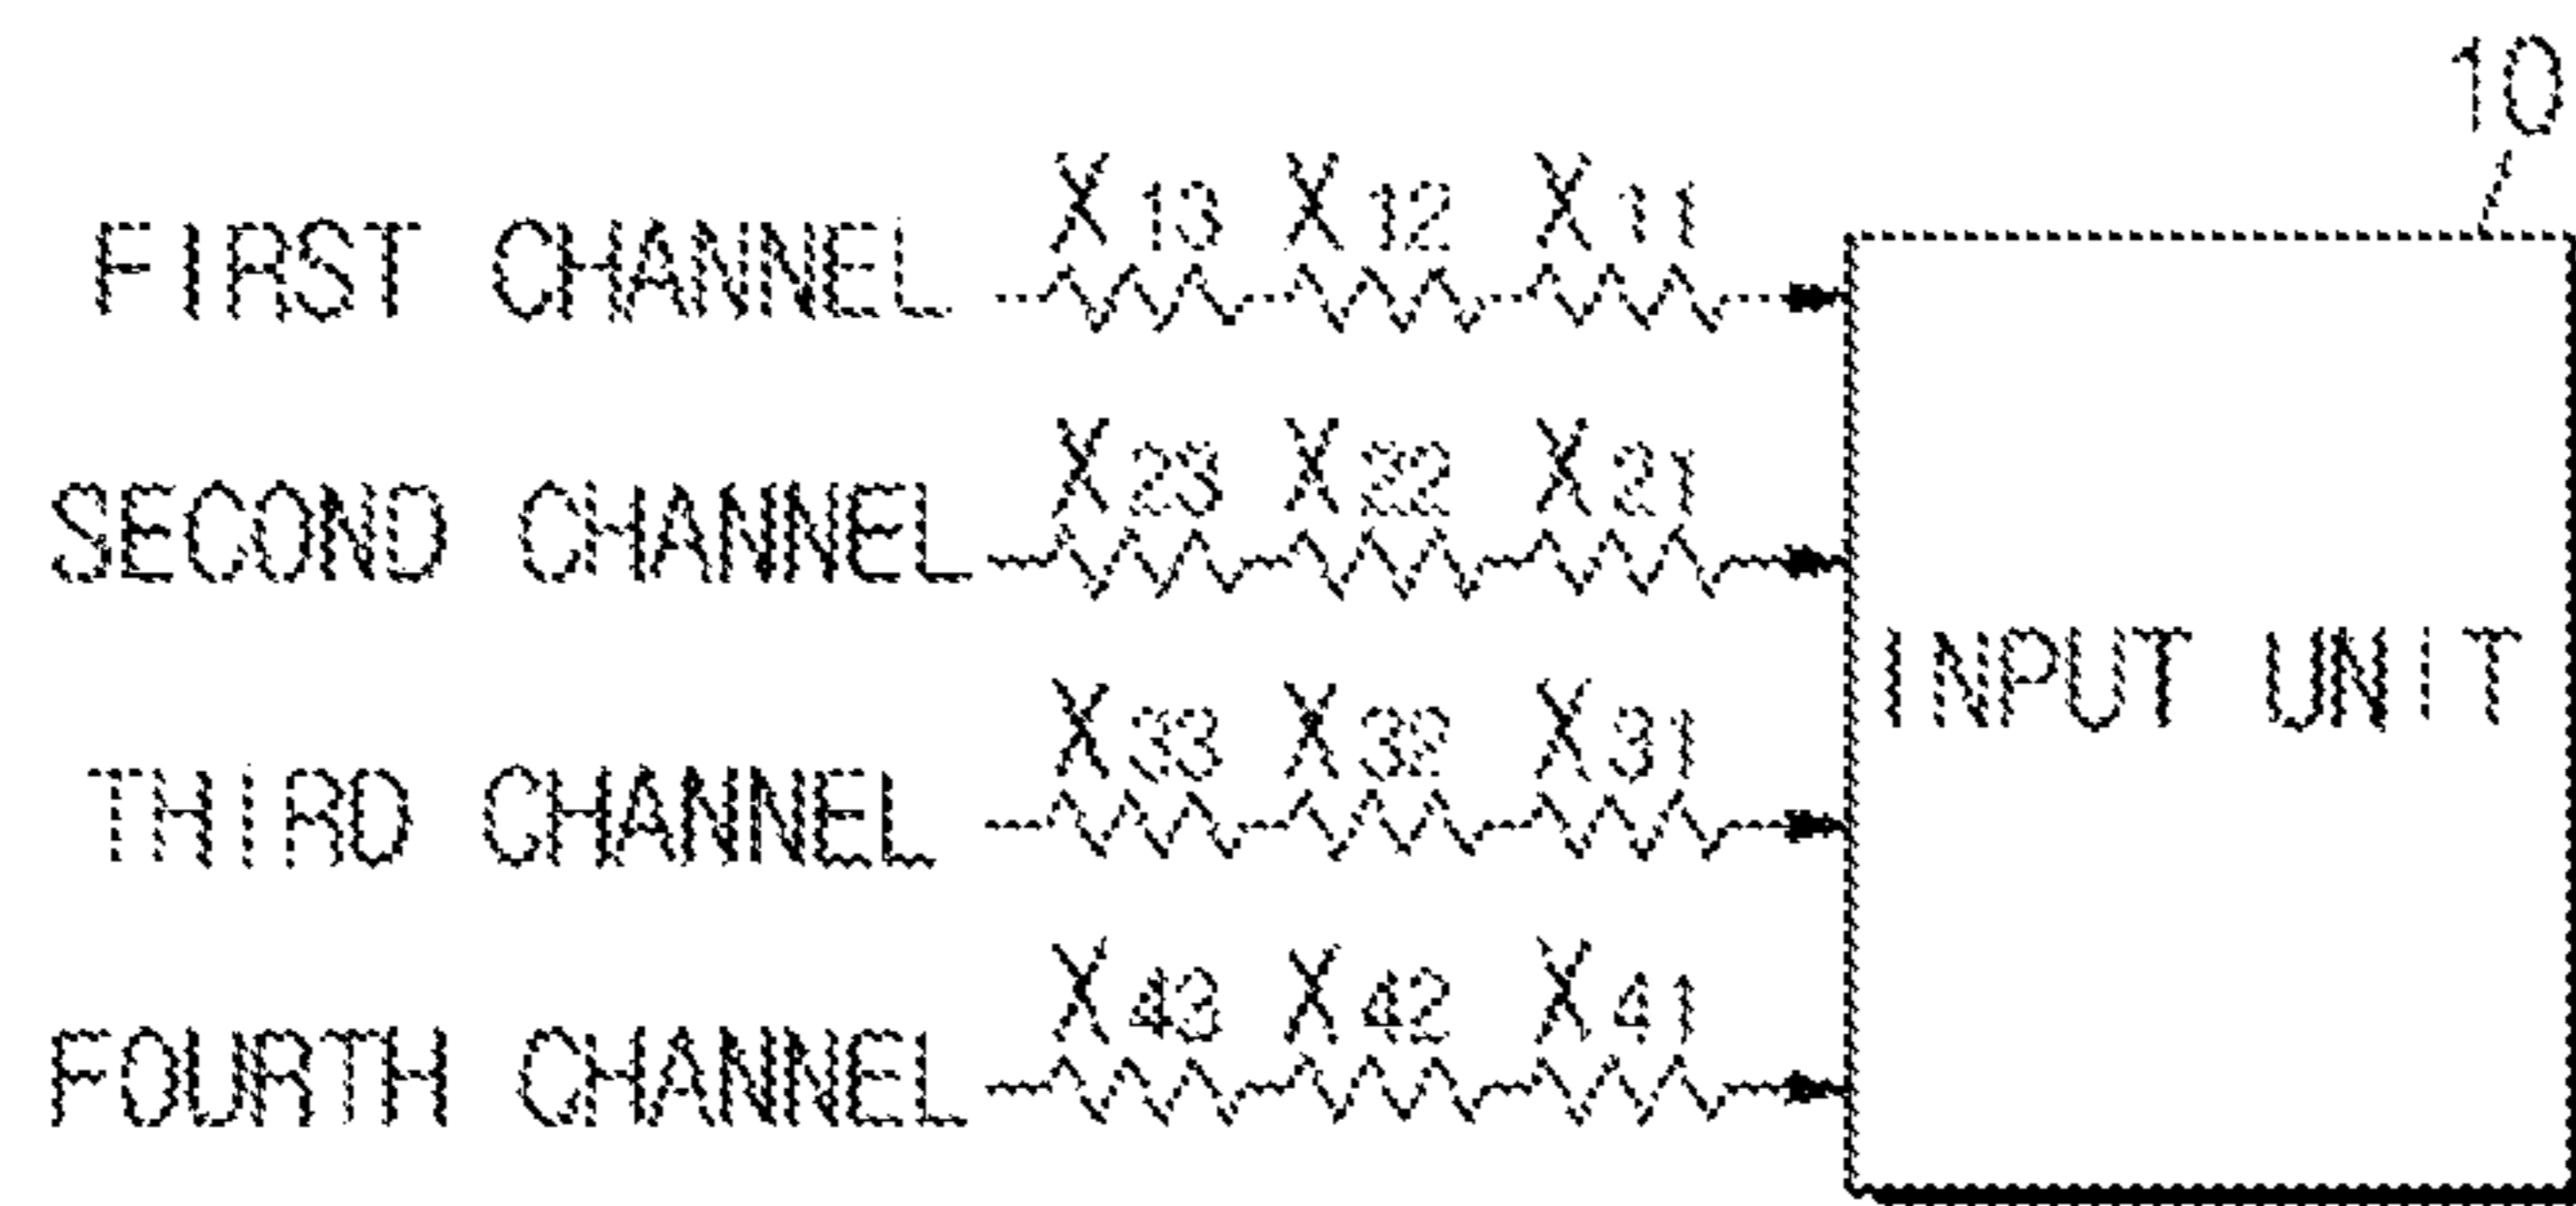 10
X13 X12 X11
FIRST CHANNEL
X23 X22 X21
SECOND CHANNEL
INPUT UNIT
X33 X32 X31
THIRD CHANNEL
X43 X42 X41
FOURTH CHANNEL